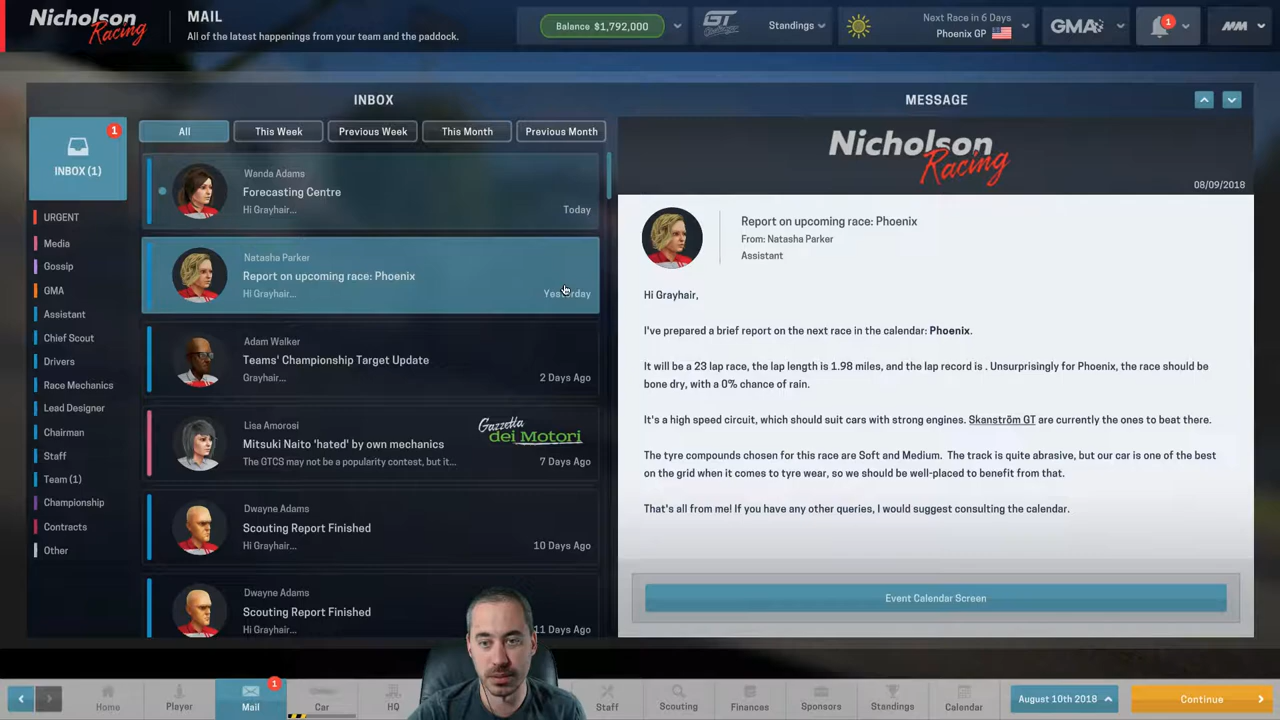 Nicholson
Racing
MAIL
All of the latest happenings from your team and the paddock.
Balance $1,792,000
GT
Challenger
Standings
Next Race in 6 Days
Phoenix GP
GMA
1
INBOX
MESSAGE
1
INBOX (1)
URGENT
Media
Gossip
GMA
Assistant
Chief Scout
Drivers
Race Mechanics
Lead Designer
Chairman
Staff
Team (1)
Championship
Contracts
Other
All
This Week
Previous Week
This Month
Previous Month
Wanda Adams
Forecasting Centre
Hi Grayhair...
Today
Natasha Parker
Report on upcoming race: Phoenix
Hi Grayhair...
Yesterday
Adam Walker
Teams' Championship Target Update
Grayhair...
2 Days Ago
Lisa Amorosi
Mitsuki Naito 'hated' by own mechanics
The GTCS may not be a popularity contest, but it...
Gazzetta
dei Motori
7 Days Ago
Dwayne Adams
Scouting Report Finished
Hi Grayhair...
10 Days Ago
Dwayne Adams
Scouting Report Finished
Hi Grayhair...
11 Days Ago
Nicholson
Racing
08/09/2018
Report on upcoming race: Phoenix
From: Natasha Parker
Assistant
Hi Grayhair,
I've prepared a brief report on the next race in the calendar: Phoenix.
It will be a 23 lap race, the lap length is 1.98 miles, and the lap record is . Unsurprisingly for Phoenix, the race should be
bone dry, with a 0% chance of rain.
It's a high speed circuit, which should suit cars with strong engines. Skanström GT are currently the ones to beat there.
The tyre compounds chosen for this race are Soft and Medium. The track is quite abrasive, but our car is one of the best
on the grid when it comes to tyre wear, so we should be well-placed to benefit from that.
That's all from me! If you have any other queries, I would suggest consulting the calendar.
Event Calendar Screen
Home
Player
Mail
1
Car
HQ
Staff
Scouting
Finances
Sponsors
Standings
Calendar
August 10th 2018
Continue